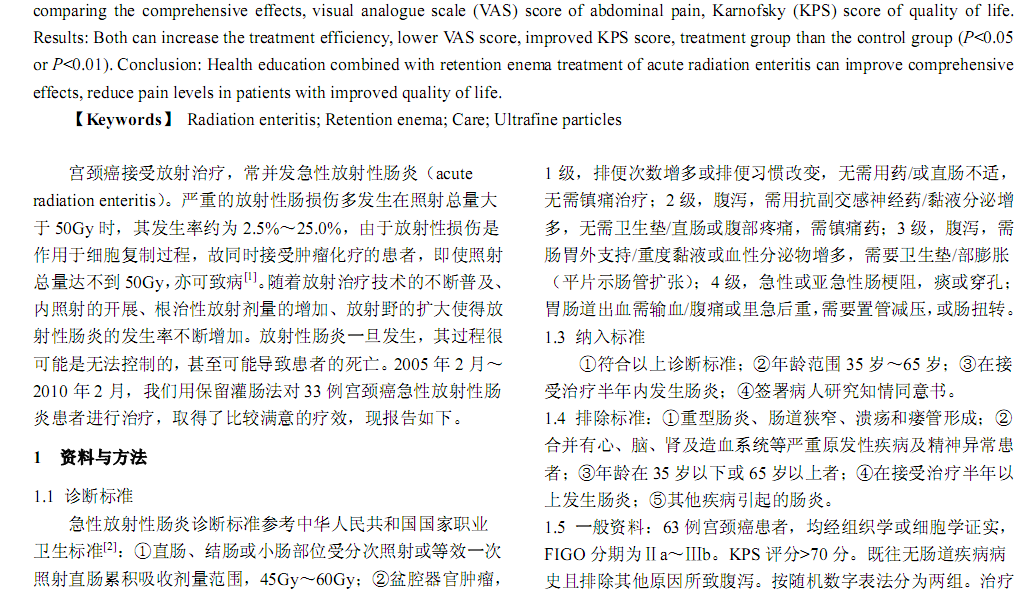 comparing the comprehensive effects, visual analogue scale (VAS) score of abdominal pain, Karnofsky (KPS) score of quality of life.
Results: Both can increase the treatment efficiency, lower VAS score, improved KPS score, treatment group than the control group (P<0.05
or P<0.01). Conclusion: Health education combined with retention enema treatment of acute radiation enteritis can improve comprehensive
effects, reduce pain levels in patients with improved quality of life.
【Keywords】 Radiation enteritis; Retention enema; Care; Ultrafine particles
宫颈癌接受放射治疗，常并发急性放射性肠炎（acute
radiation enteritis）。严重的放射性肠损伤多发生在照射总量大
于 50Gy 时，其发生率约为 2.5%～25.0%，由于放射性损伤是
作用于细胞复制过程，故同时接受肿瘤化疗的患者，即使照射
总量达不到 50Gy,亦可致病[1]。随着放射治疗技术的不断普及、
内照射的开展、根治性放射剂量的增加、放射野的扩大使得放
射性肠炎的发生率不断增加。放射性肠炎一旦发生，其过程很
可能是无法控制的，甚至可能导致患者的死亡。2005 年 2 月～
2010 年 2 月，我们用保留灌肠法对 33 例宫颈癌急性放射性肠
炎患者进行治疗，取得了比较满意的疗效，现报告如下。
1 资料与方法
1.1 诊断标准
急性放射性肠炎诊断标准参考中华人民共和国国家职业
卫生标准[2]：①直肠、结肠或小肠部位受分次照射或等效一次
照射直肠累积吸收剂量范围，45Gy～60Gy；②盆腔器官肿瘤，
1 级，排便次数增多或排便习惯改变，无需用药/或直肠不适，
无需镇痛治疗；2 级，腹泻，需用抗副交感神经药/黏液分泌增
多，无需卫生垫/直肠或腹部疼痛，需镇痛药；3 级，腹泻，需
肠胃外支持/重度黏液或血性分泌物增多，需要卫生垫/部膨胀
（平片示肠管扩张）；4 级，急性或亚急性肠梗阻，痰或穿孔；
胃肠道出血需输血/腹痛或里急后重，需要置管减压，或肠扭转。
1.3 纳入标准
①符合以上诊断标准；②年龄范围 35 岁～65 岁；③在接
受治疗半年内发生肠炎；④签署病人研究知情同意书。
1.4 排除标准：①重型肠炎、肠道狭窄、溃疡和瘘管形成；②
合并有心、脑、肾及造血系统等严重原发性疾病及精神异常患
者；③年龄在 35 岁以下或 65 岁以上者；④在接受治疗半年以
上发生肠炎；⑤其他疾病引起的肠炎。
1.5 一般资料：63 例宫颈癌患者，均经组织学或细胞学证实，
FIGO 分期为Ⅱa～Ⅲb。KPS 评分>70 分。既往无肠道疾病病
史且排除其他原因所致腹泻。按随机数字表法分为两组。治疗